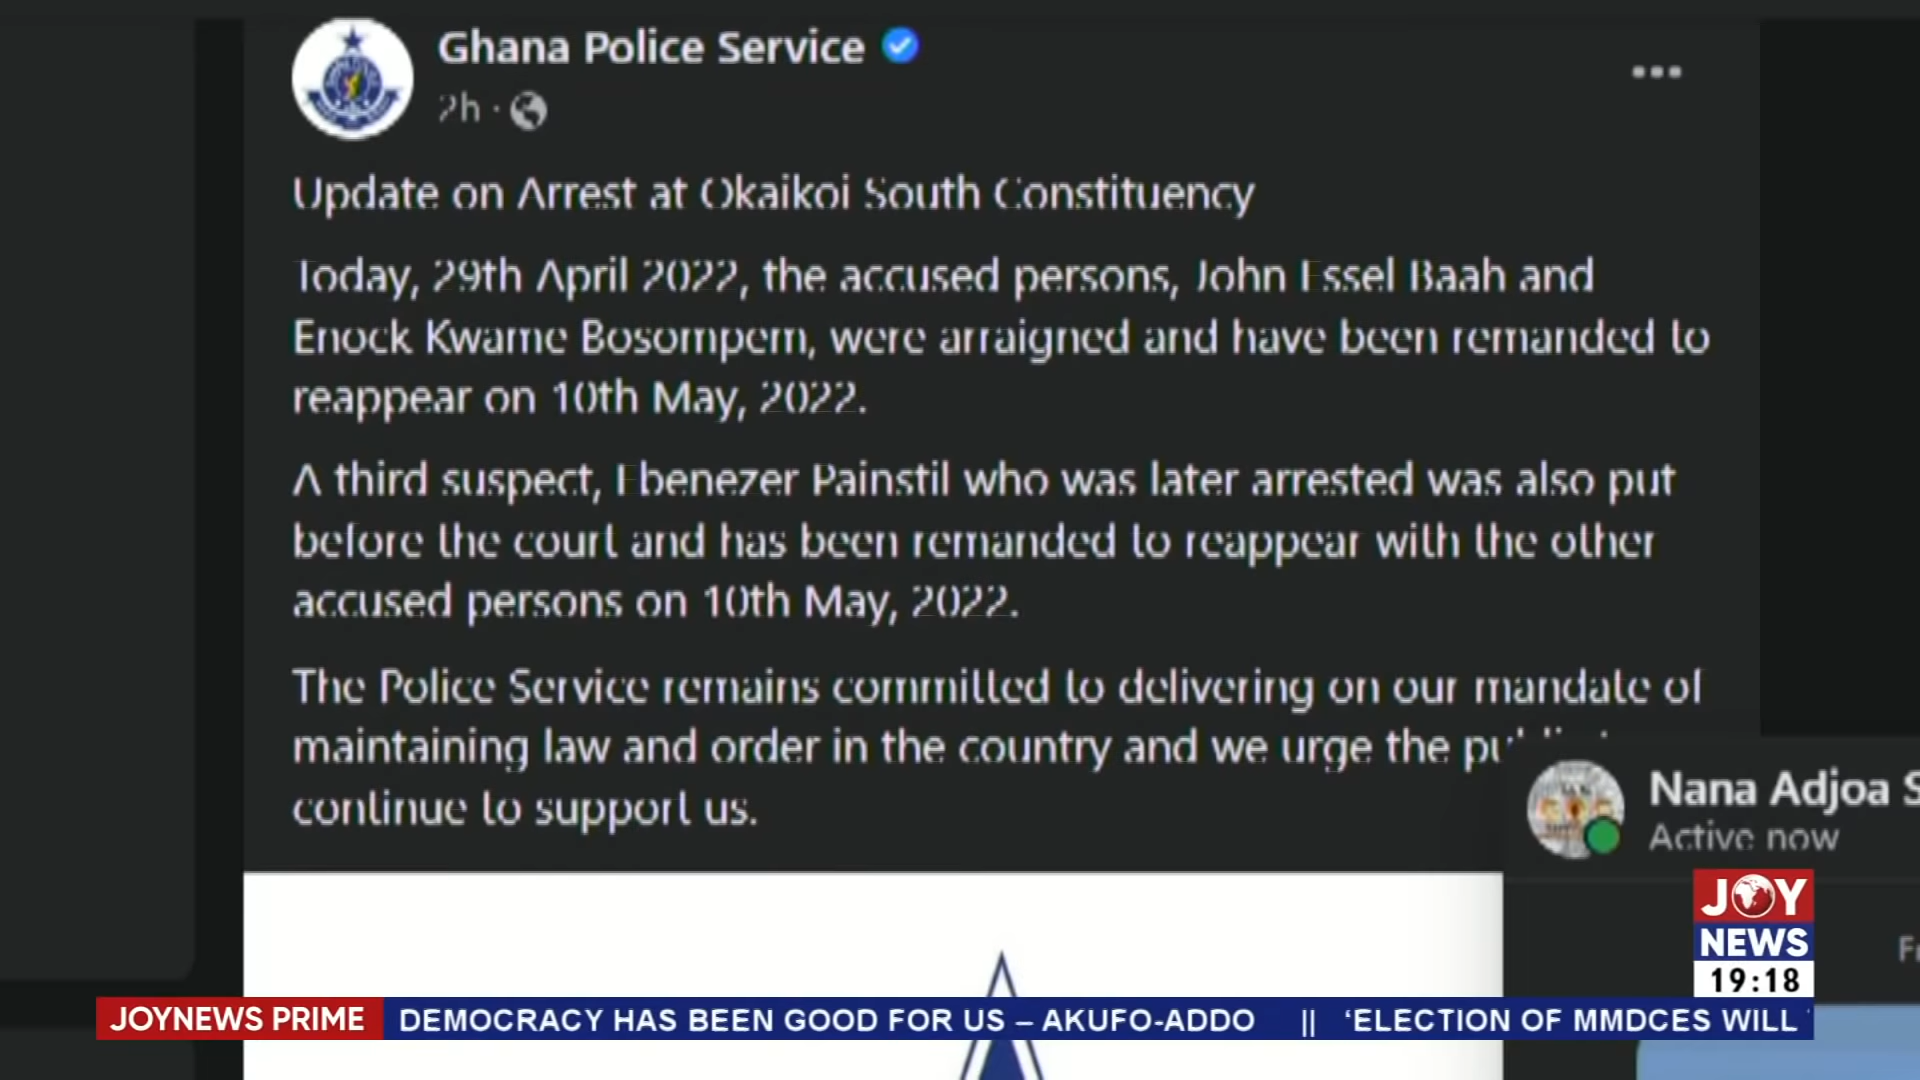 Ghana Police Service
2h ·
Update on Arrest at Okaikoi South Constituency
Today, 29th April 2022, the accused persons, John Essel Baah and
Enock Kwame Bosompem, were arraigned and have been remanded to
reappear on 10th May, 2022.
A third suspect, Ebenezer Painstil who was later arrested was also put
before the court and has been remanded to reappear with the other
accused persons on 10th May, 2022.
The Police Service remains committed to delivering on our mandate of
maintaining law and order in the country and we urge the
continue to support us.
Nana Adjoa S
Active now
JOY
NEWS
19:18
JOYNEWS PRIME DEMOCRACY HAS BEEN GOOD FOR US – AKUFO-ADDO || ‘ELECTION OF MMDCES WILL